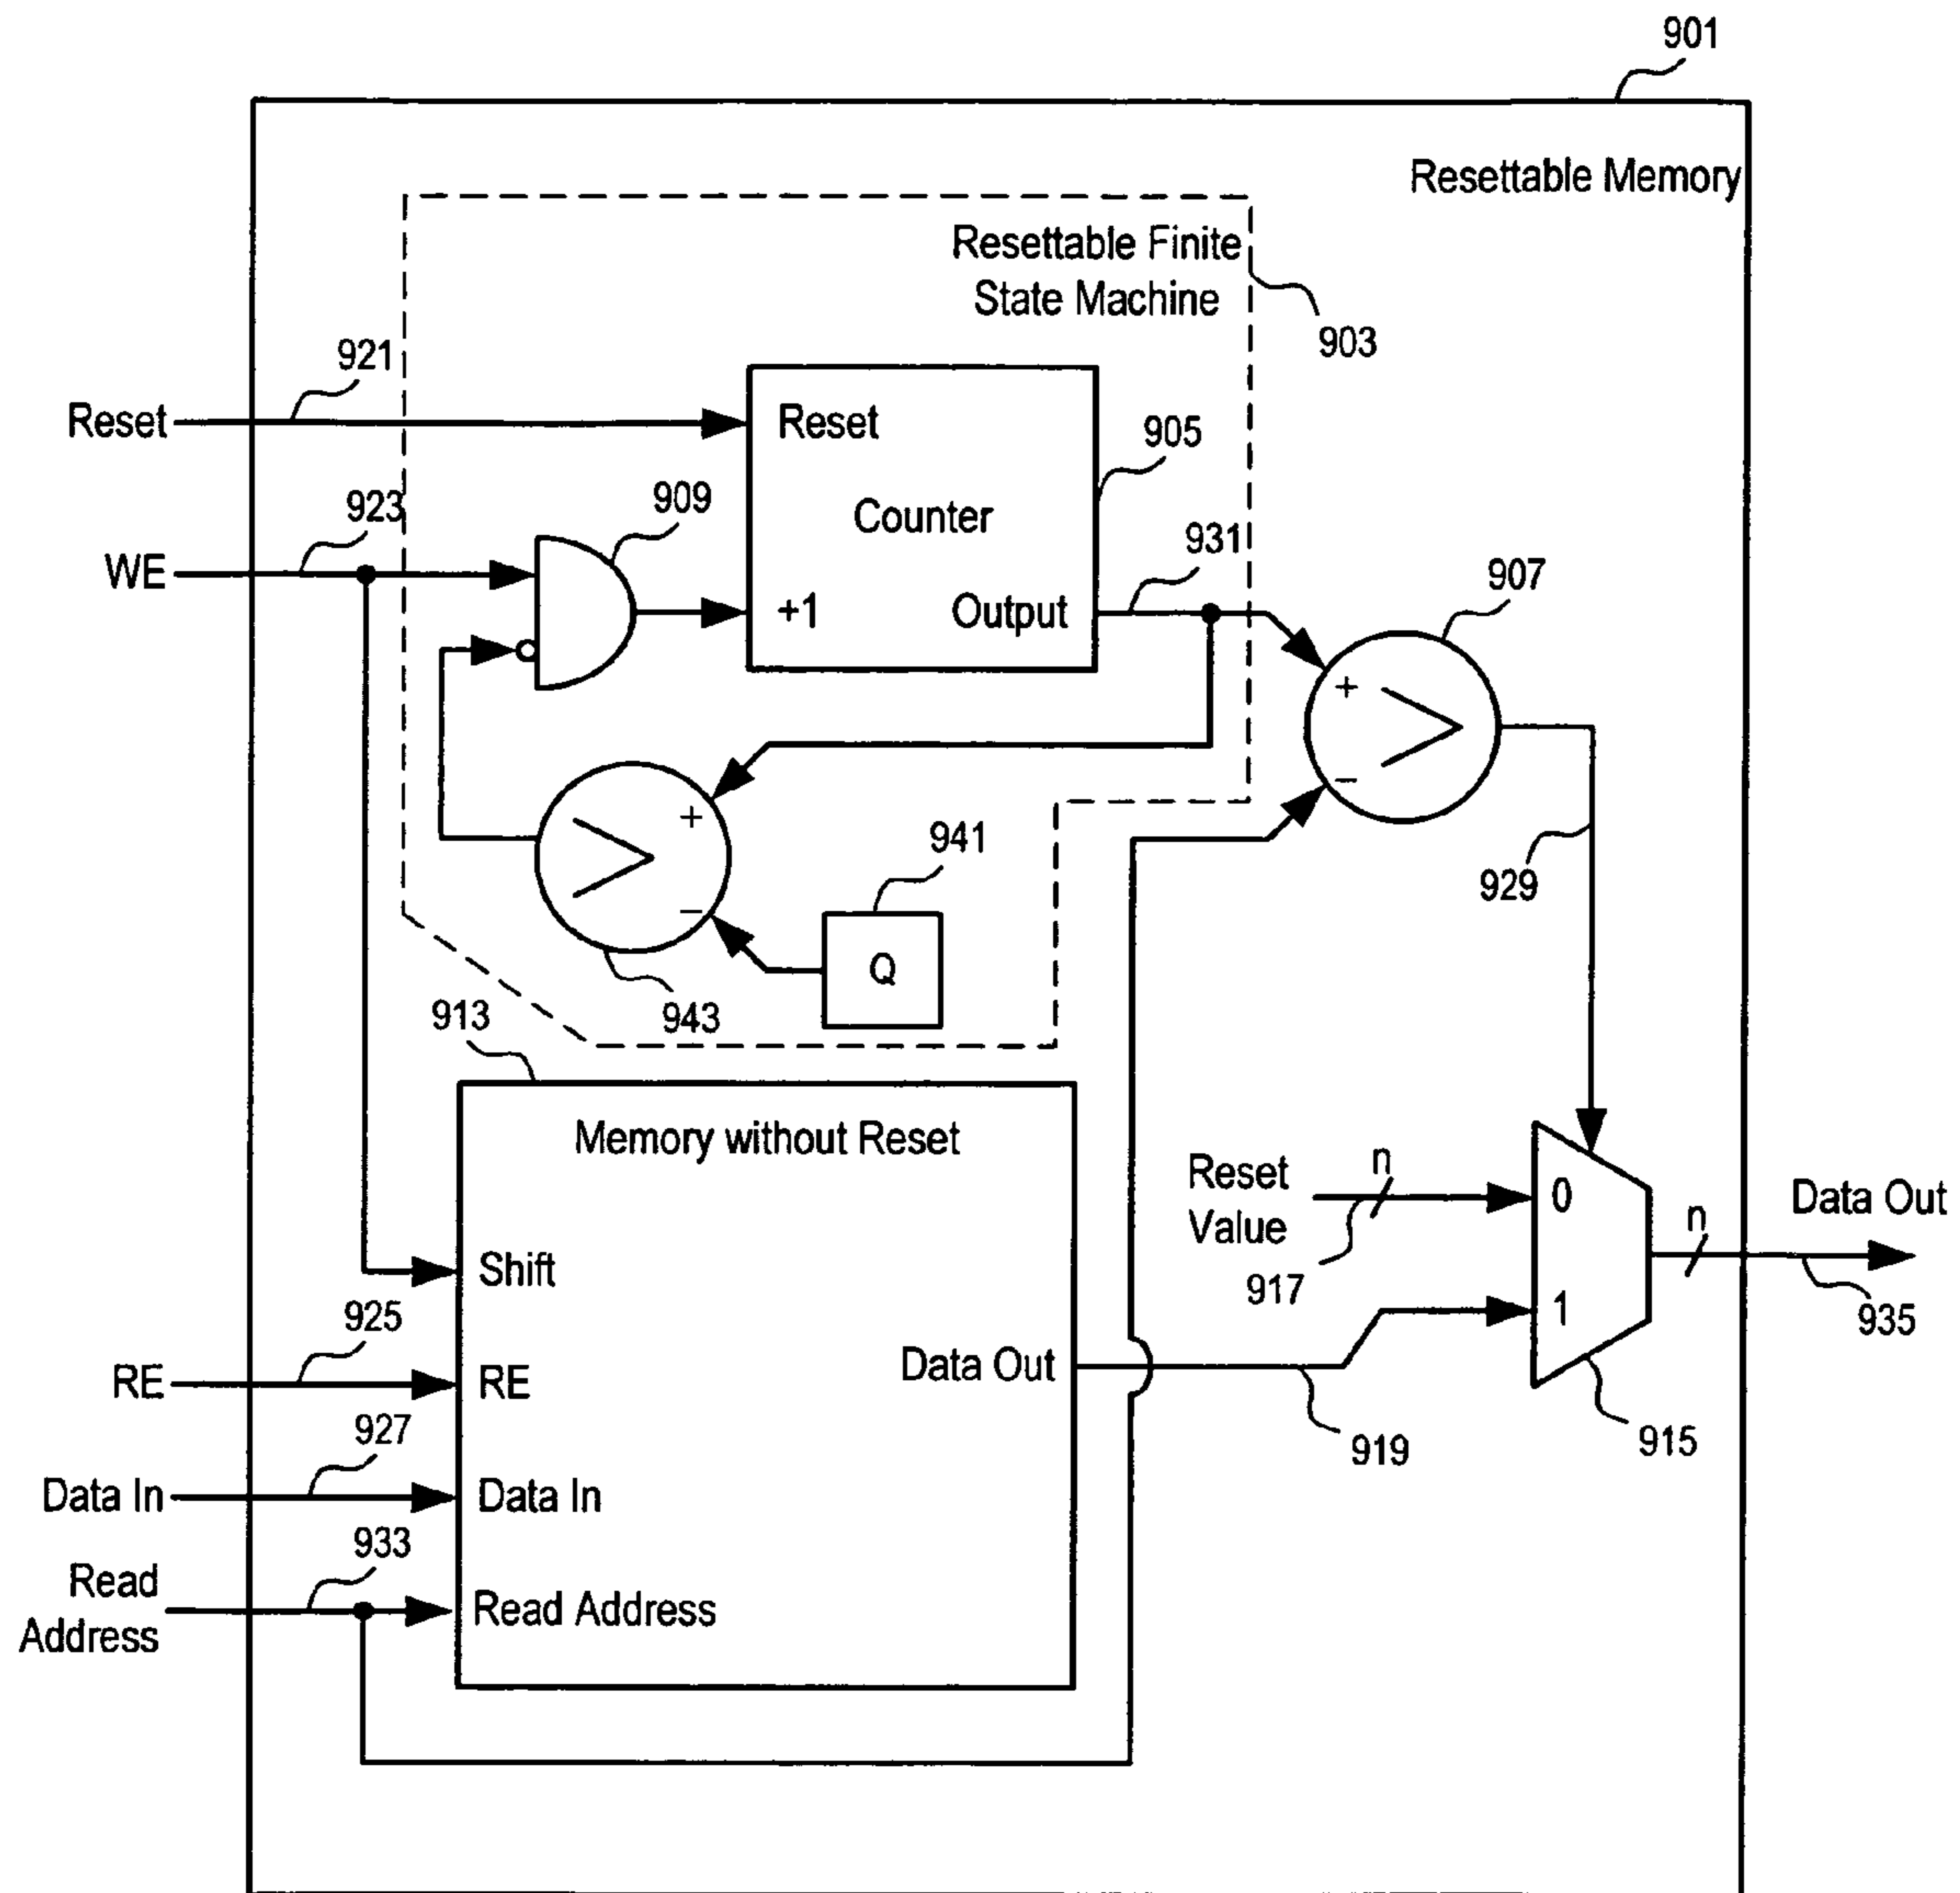 901
Resettable Memory
Resettable Finite
State Machine
903
921
Reset
Reset
905
923
909
Counter
931
WE
907
+1
Output
+
>
−
+
>
−
941
929
Q
913
943
Memory without Reset
Reset
Value
n
0
n
Data Out
Shift
917
925
1
935
RE
RE
Data Out
927
919
915
Data In
Data In
933
Read
Address
Read Address